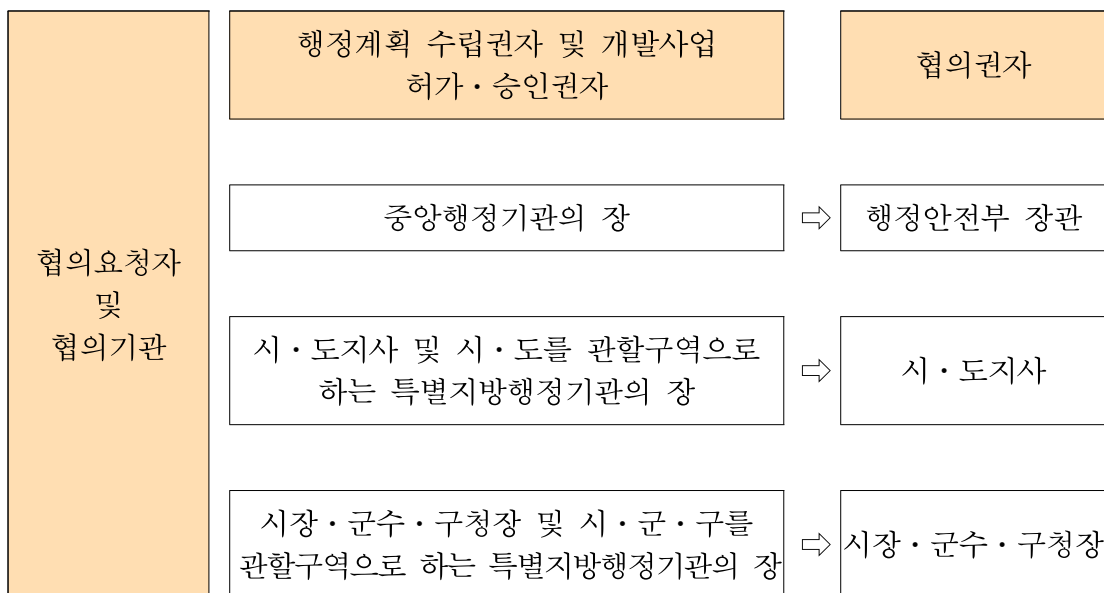 협의요청자
및
협의기관
행정계획 수립권자 및 개발사업
허가·승인권자
협의권자
중앙행정기관의 장
⇨
행정안전부 장관
시·도지사 및 시·도를 관할구역으로
하는 특별지방행정기관의 장
⇨
시·도지사
시장·군수·구청장 및 시·군·구를
관할구역으로 하는 특별지방행정기관의 장
⇨
시장·군수·구청장